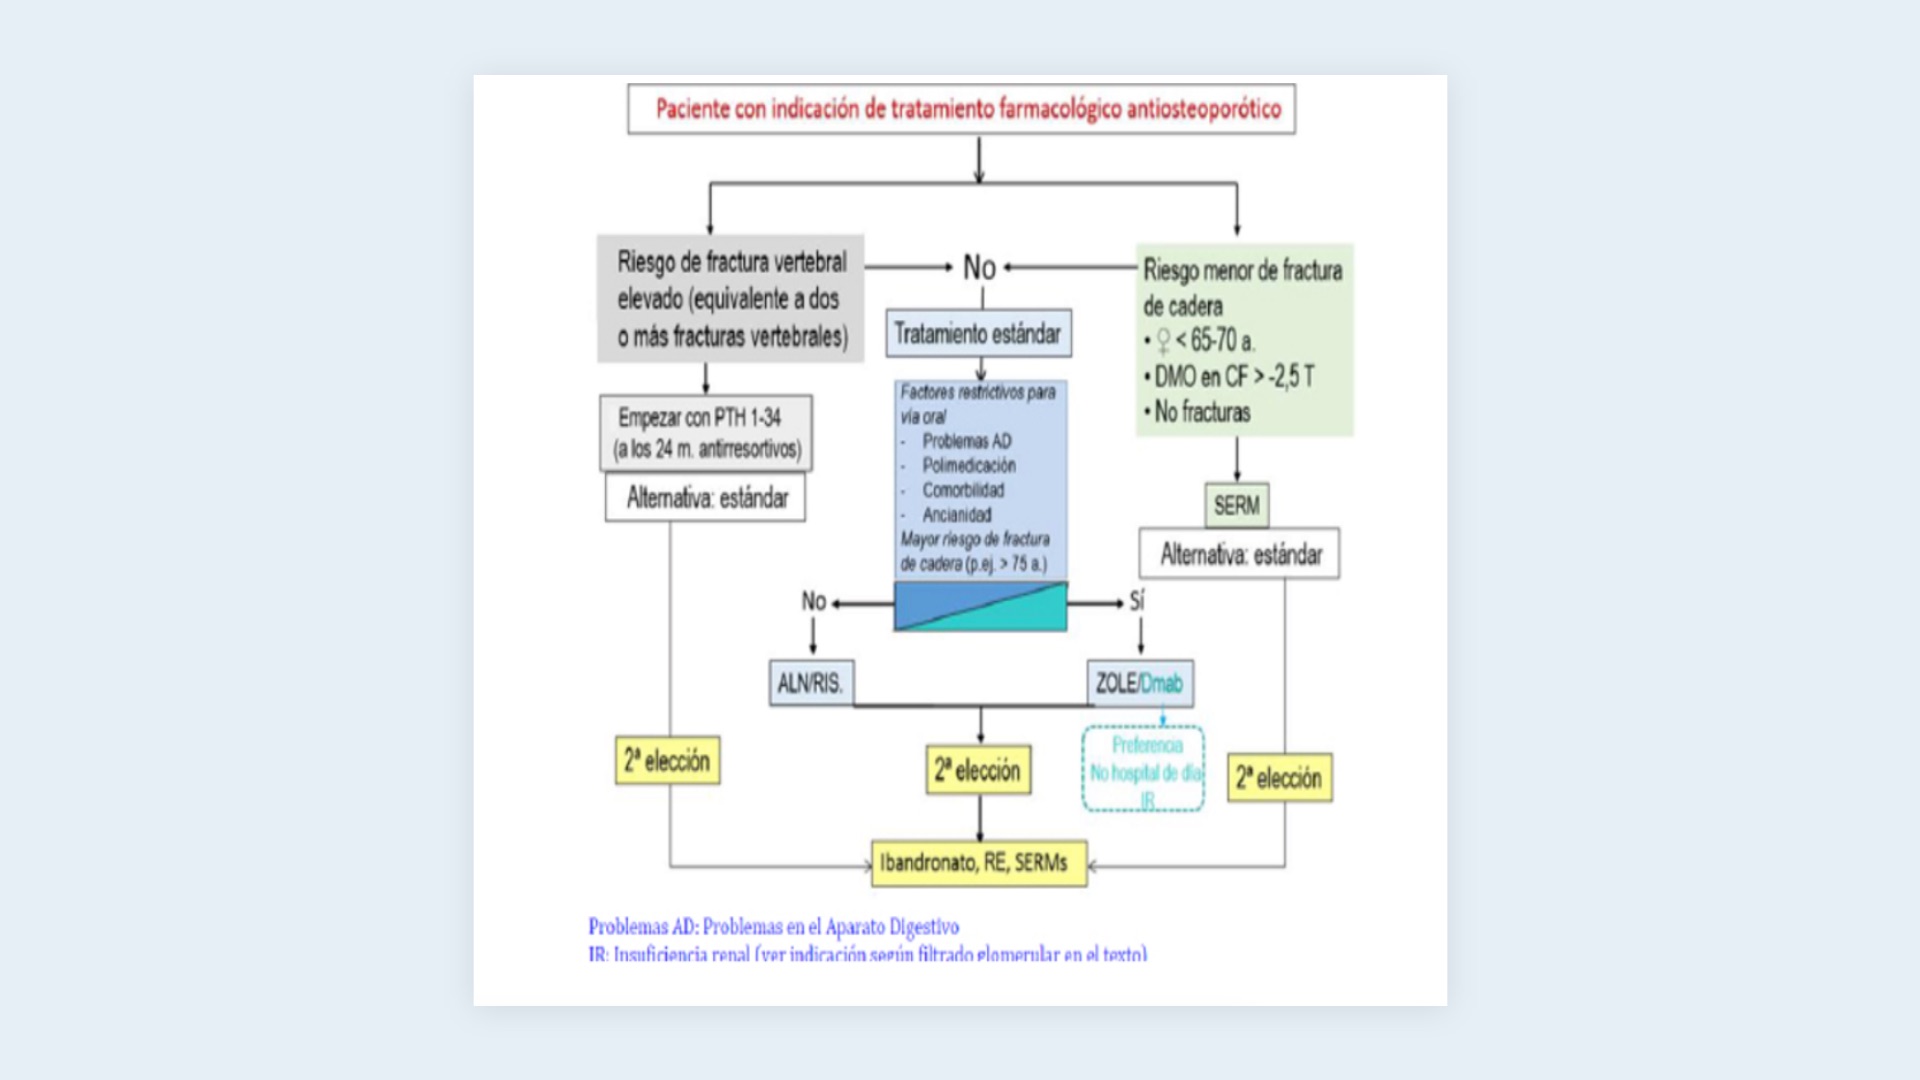 Paciente con indicación de tratamiento farmacológico antiosteoporótico
Riesgo de fractura vertebral
elevado (equivalente a dos
o más fracturas vertebrales)
No
Riesgo menor de fractura
de cadera
• ♀ < 65-70 a.
• DMO en CF > -2,5 T
• No fracturas
Tratamiento estándar
Empezar con PTH 1-34
(a los 24 m. antirresortivos)
Alternativa: estándar
Factores restrictivos para
vía oral
- Problemas AD
- Polimedicación
- Comorbilidad
- Ancianidad
Mayor riesgo de fractura
de cadera (p.ej. > 75 a.)
SERM
Alternativa: estándar
No
Sí
ALN/RIS.
ZOLE/Dmab
Preferencia
No hospital de día
IR
2ª elección
2ª elección
2ª elección
Ibandronato, RE, SERMs
Problemas AD: Problemas en el Aparato Digestivo
IR: Insuficiencia renal (ver indicación según filtrado glomerular en el texto)